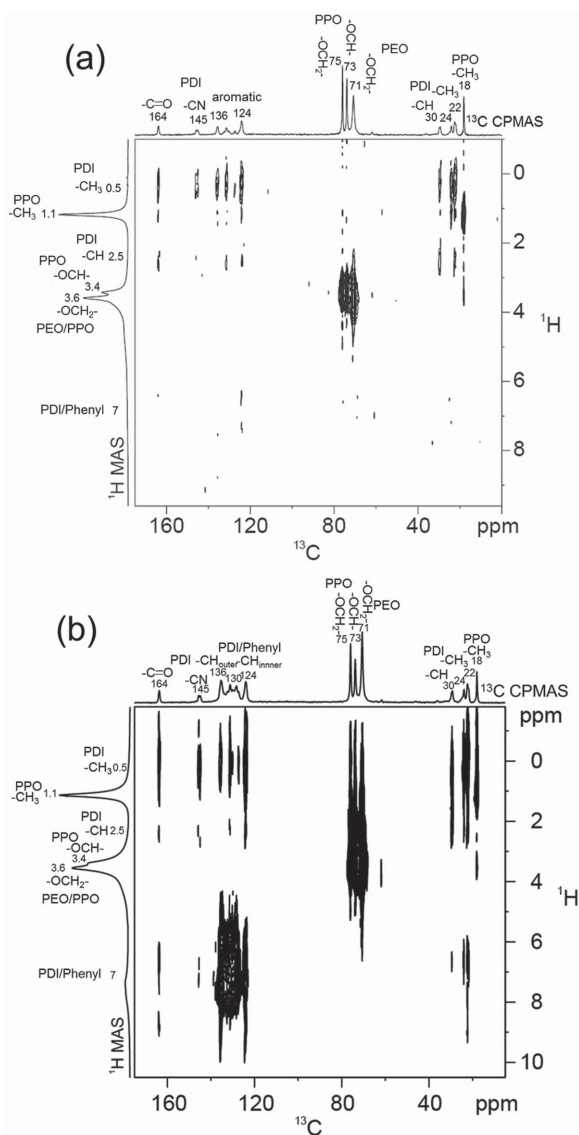 (a)
PPO
-OCH₂-
-OCH-
-OCH₂-
PEO
75
73
71
PPO
-CH₃
18
-C=O
164
PDI
-CN
145
aromatic
136
124
PDI
-CH
30
-CH₃
24
22
¹³C CPMAS
PDI
-CH₃ 0.5
PPO
-CH₃ 1.1
PDI
-CH 2.5
PPO
-OCH-
3.4
3.6
-OCH₂-
PEO/PPO
PDI/Phenyl 7
¹H MAS
0
2
4
6
8
¹H
160
120
80
40
ppm
¹³C
(b)
PPO
-OCH₂-
-OCH-
-OCH₂-
PEO
75
73
71
-C=O
164
PDI
-CN
145
PDI/Phenyl
-CHouter
-CHinnner
136
130
124
PDI
-CH
30
-CH₃
24
22
PPO
-CH₃
18
¹³C CPMAS
ppm
PDI
-CH₃ 0.5
PPO
-CH₃ 1.1
PDI
-CH 2.5
PPO
-OCH-
3.4
3.6
-OCH₂-
PEO/PPO
PDI/Phenyl 7
¹H MAS
0
2
4
6
8
10
¹H
160
120
80
40
ppm
¹³C